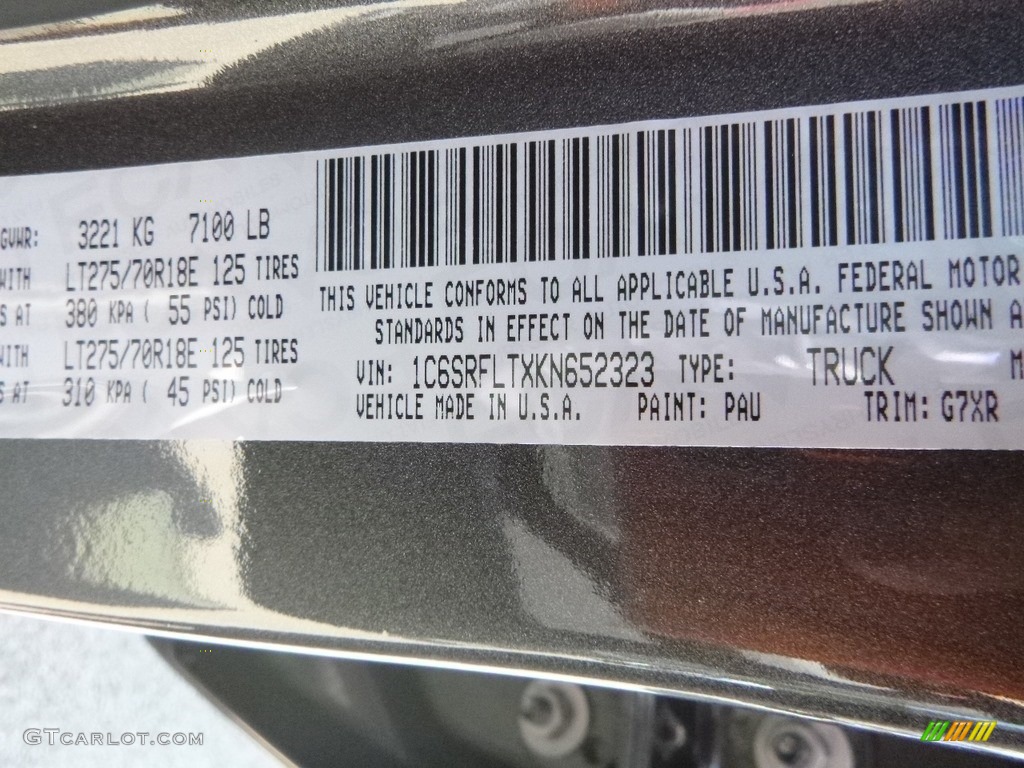 GVWR: 3221 KG 7100 LB
WITH LT275/70R18E 125 TIRES
S AT 380 KPA ( 55 PSI) COLD
WITH LT275/70R18E 125 TIRES
S AT 310 KPA ( 45 PSI) COLD
THIS VEHICLE CONFORMS TO ALL APPLICABLE U.S.A. FEDERAL MOTOR
STANDARDS IN EFFECT ON THE DATE OF MANUFACTURE SHOWN A
VIN: 1C6SRFLTXKN652323 TYPE: TRUCK M
VEHICLE MADE IN U.S.A. PAINT: PAU TRIM: G7XR
GTCARLOT.COM